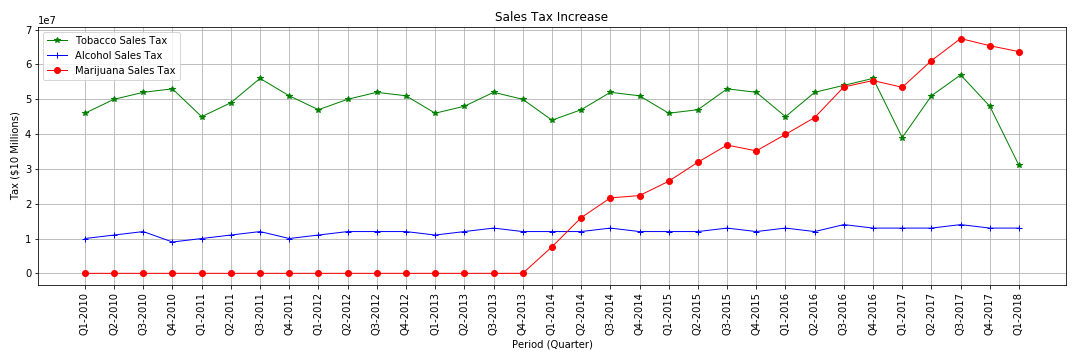 Sales Tax Increase
1e7
Tobacco Sales Tax
Alcohol Sales Tax
Marijuana Sales Tax
7
6
5
4
3
2
1
0
Tax ($10 Millions)
Q1-2010
Q2-2010
Q3-2010
Q4-2010
Q1-2011
Q2-2011
Q3-2011
Q4-2011
Q1-2012
Q2-2012
Q3-2012
Q4-2012
Q1-2013
Q2-2013
Q3-2013
Q4-2013
Q1-2014
Q2-2014
Q3-2014
Q4-2014
Q1-2015
Q2-2015
Q3-2015
Q4-2015
Q1-2016
Q2-2016
Q3-2016
Q4-2016
Q1-2017
Q2-2017
Q3-2017
Q4-2017
Q1-2018
Period (Quarter)